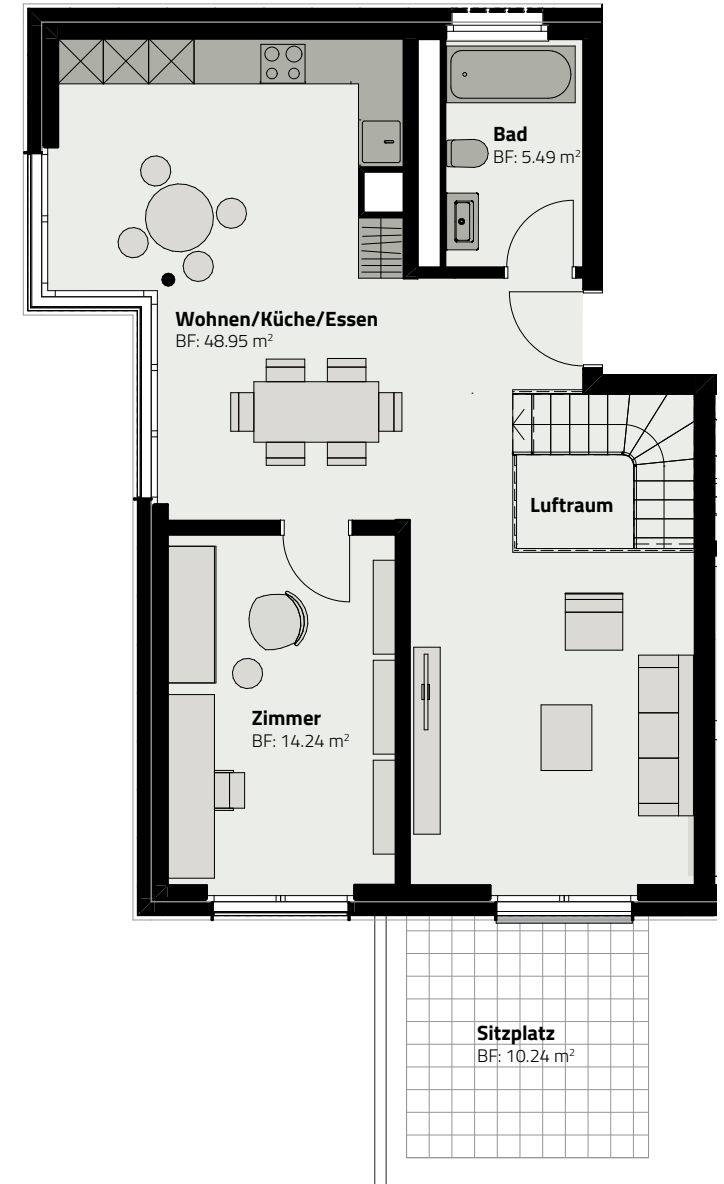 Bad
BF: 5.49 m²
Wohnen/Küche/Essen
BF: 48.95 m²
Luftraum
Zimmer
BF: 14.24 m²
Sitzplatz
BF: 10.24 m²